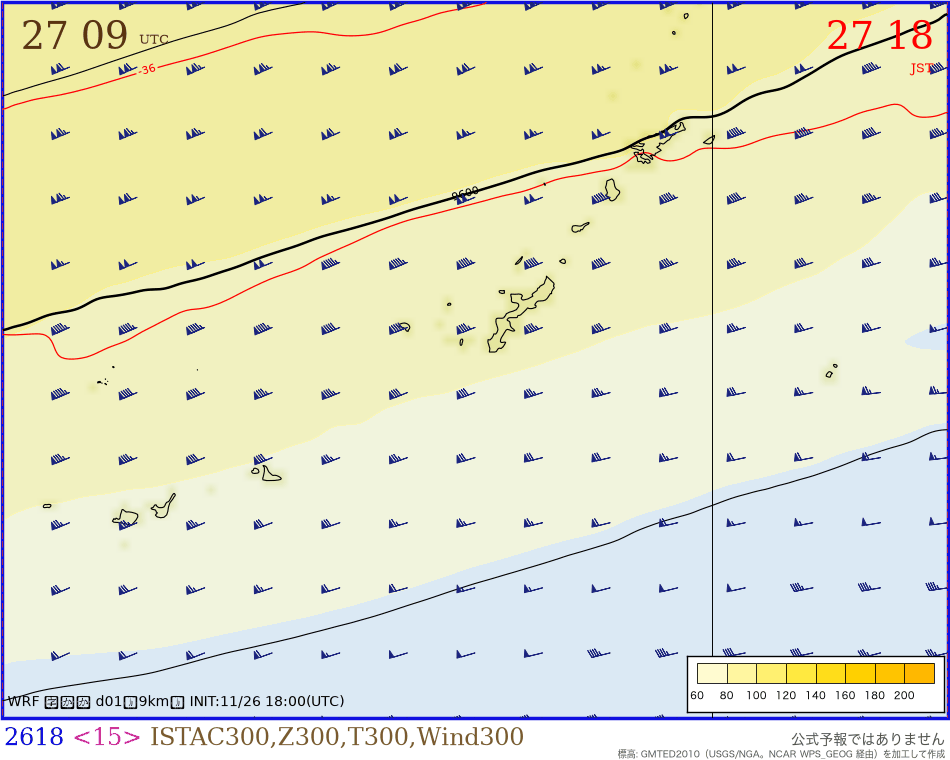 27 09 UTC
27 18
JST
-36
9600
60 80 100 120 140 160 180 200
WRF d01 9km INIT:11/26 18:00(UTC)
2618 <15> ISTAC300,Z300,T300,Wind300
公式予報ではありません
標高: GMTED2010（USGS/NGA。NCAR WPS_GEOG 経由）を加工して作成